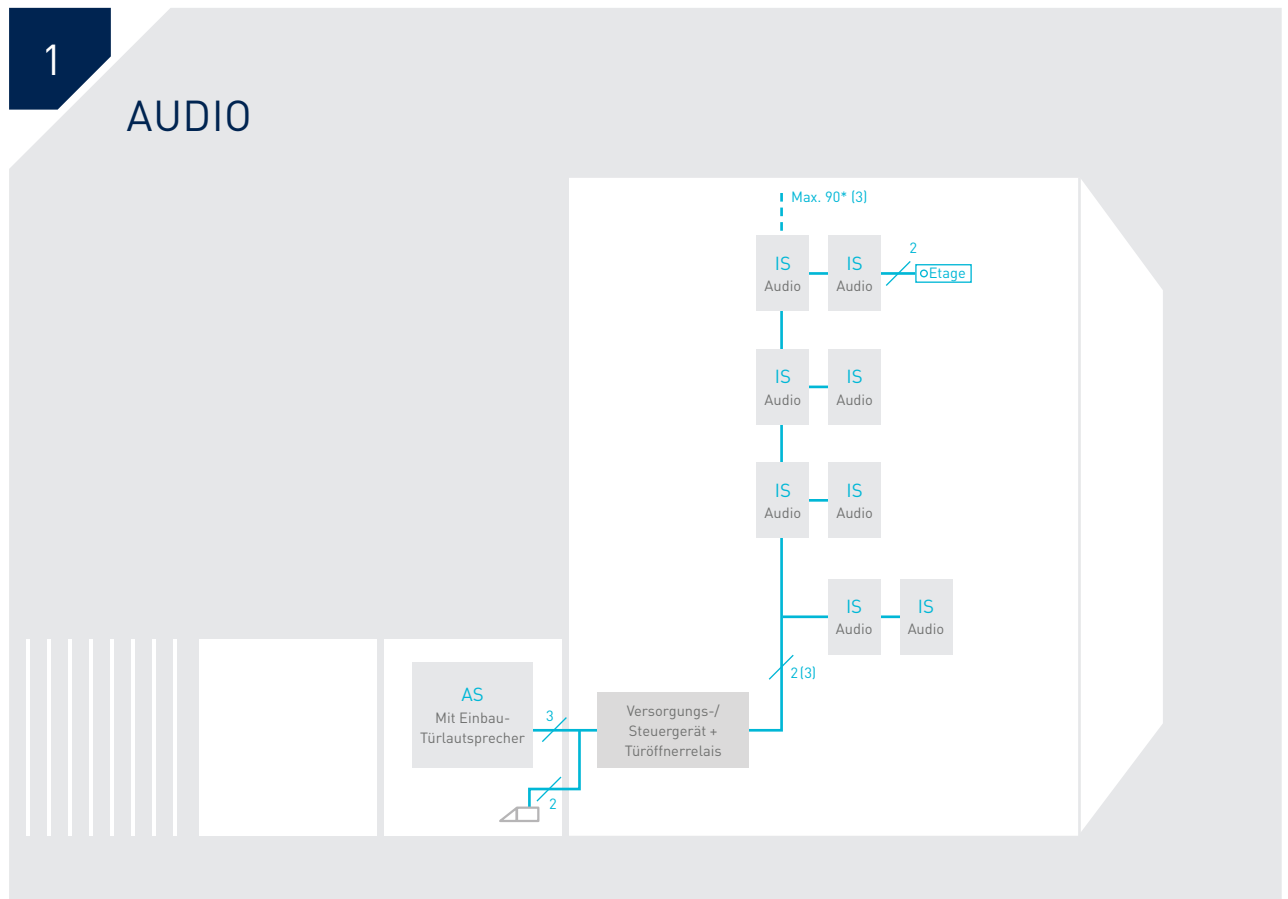 1
AUDIO
Max. 90* (3)
IS
Audio
IS
Audio
2
Etage
IS
Audio
IS
Audio
IS
Audio
IS
Audio
IS
Audio
IS
Audio
2 (3)
AS
Mit Einbau-
Türlautsprecher
3
2
Versorgungs-/
Steuergerät +
Türöffnerrelais